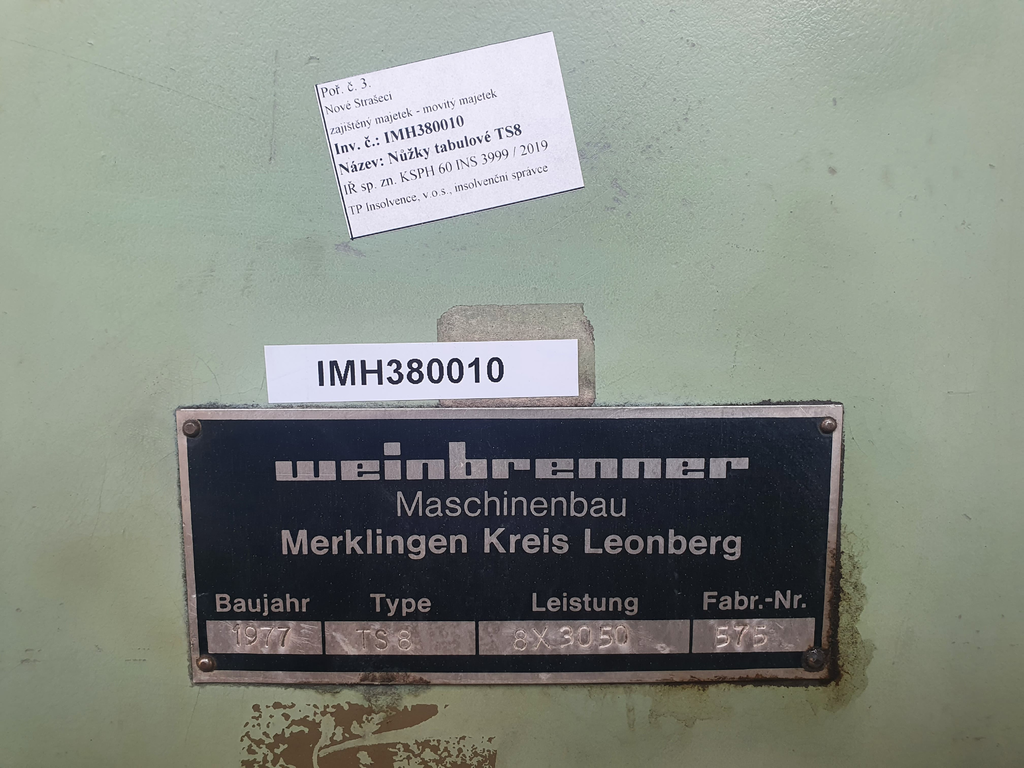 Poř. č. 3.
Nové Strašecí
zajištěný majetek - movitý majetek
Inv. č.: IMH380010
Název: Nůžky tabulové TS8
IŘ sp. zn. KSPH 60 INS 3999 / 2019
TP Insolvence, v.o.s., insolvenční správce
IMH380010
weinbrenner
Maschinenbau
Merklingen Kreis Leonberg
Baujahr Type Leistung Fabr.-Nr.
1977 TS 8 8X3050 575